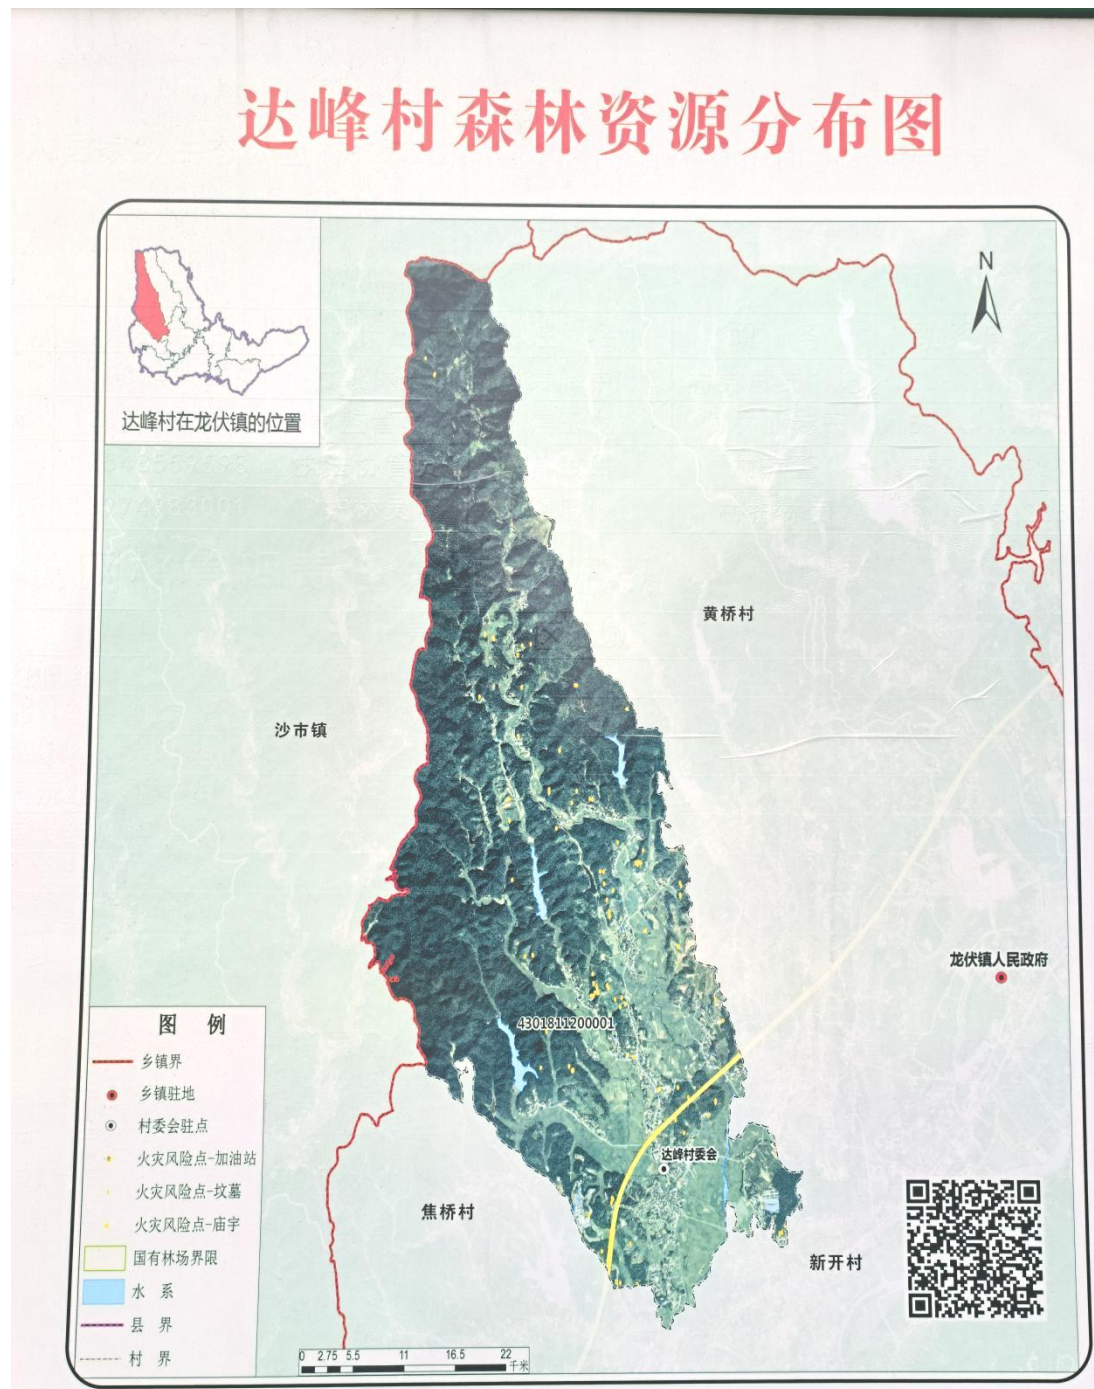 达峰村森林资源分布图
达峰村在龙伏镇的位置
N
黄桥村
沙市镇
龙伏镇人民政府
4301811200001
达峰村委会
焦桥村
新开村
图 例
乡镇界
乡镇驻地
村委会驻点
火灾风险点-加油站
火灾风险点-坟墓
火灾风险点-庙宇
国有林场界限
水 系
县 界
村 界
0 2.75 5.5 11 16.5 22
千米